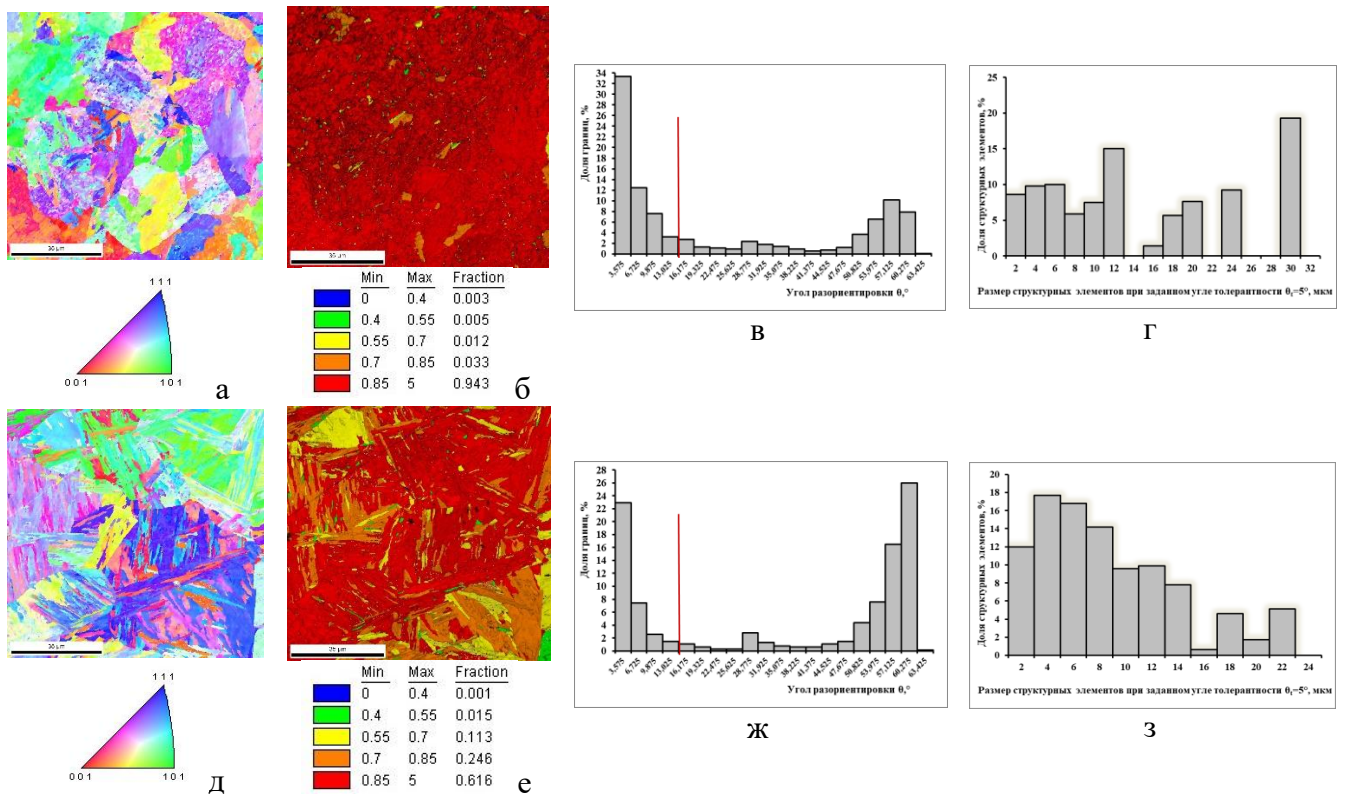 36 µm
36 µm
1 1 1
0 0 1
1 0 1
а
Min Max Fraction
0 0.4 0.003
0.4 0.55 0.005
0.55 0.7 0.012
0.7 0.85 0.033
0.85 5 0.943
б
Доля границ, %
34
32
30
28
26
24
22
20
18
16
14
12
10
8
6
4
2
0
3,575 6,725 9,875 13,025 16,175 19,325 22,475 25,625 28,775 31,925 35,075 38,225 41,375 44,525 47,675 50,825 53,975 57,125 60,275 63,425
Угол разориентировки θ,°
в
Доля структурных элементов, %
25
20
15
10
5
0
2 4 6 8 10 12 14 16 18 20 22 24 26 28 30 32
Размер структурных элементов при заданном угле толерантности θt=5°, мкм
г
36 µm
36 µm
1 1 1
0 0 1
1 0 1
д
Min Max Fraction
0 0.4 0.001
0.4 0.55 0.015
0.55 0.7 0.113
0.7 0.85 0.246
0.85 5 0.616
е
Доля границ, %
28
26
24
22
20
18
16
14
12
10
8
6
4
2
0
3,575 6,725 9,875 13,025 16,175 19,325 22,475 25,625 28,775 31,925 35,075 38,225 41,375 44,525 47,675 50,825 53,975 57,125 60,275 63,425
Угол разориентировки θ,°
ж
Доля структурных элементов, %
20
18
16
14
12
10
8
6
4
2
0
2 4 6 8 10 12 14 16 18 20 22 24
Размер структурных элементов при заданном угле толерантности θt=5°, мкм
з